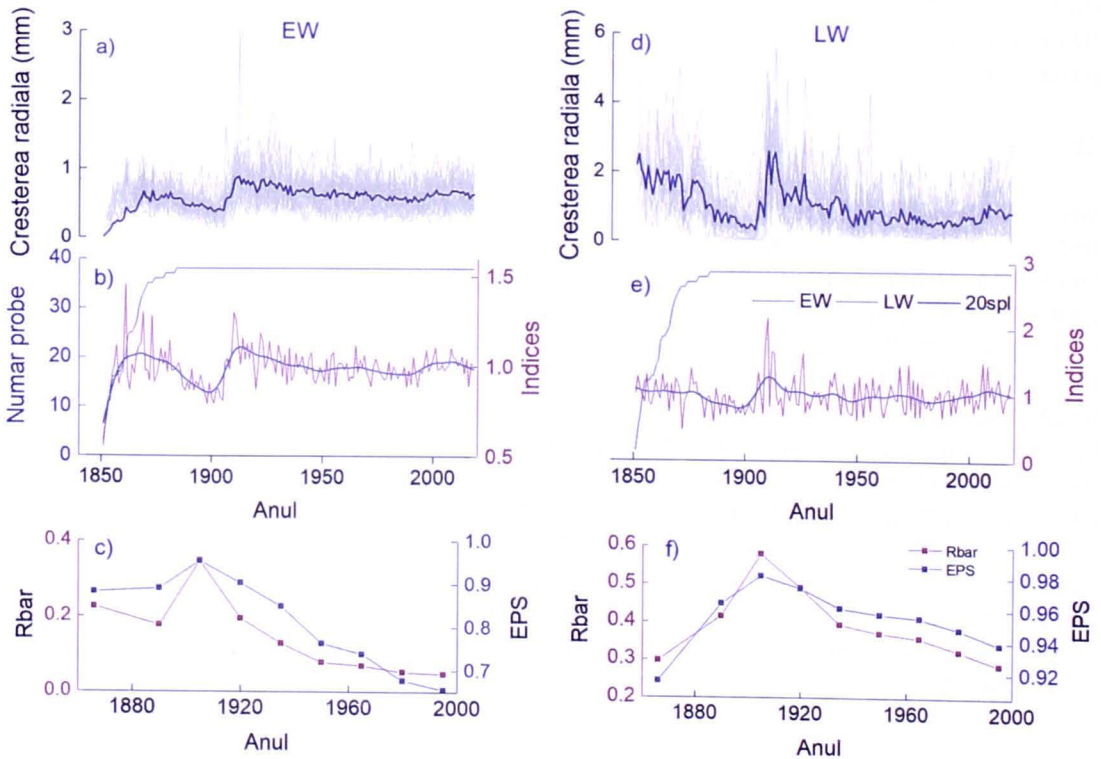 EW
a)
Cresterea radiala (mm)
3
2
1
0
b)
Numar probe
40
30
20
10
0
1.5
1.0
0.5
Indices
1850 1900 1950 2000
Anul
c)
Rbar
0.4
0.2
0.0
1.0
0.9
0.8
0.7
EPS
1880 1920 1960 2000
Anul
LW
d)
Cresterea radiala (mm)
6
4
2
0
e)
EW LW 20spl
3
2
1
0
Indices
1850 1900 1950 2000
Anul
f)
Rbar
EPS
Rbar
0.6
0.5
0.4
0.3
0.2
1.00
0.98
0.96
0.94
0.92
EPS
1880 1920 1960 2000
Anul